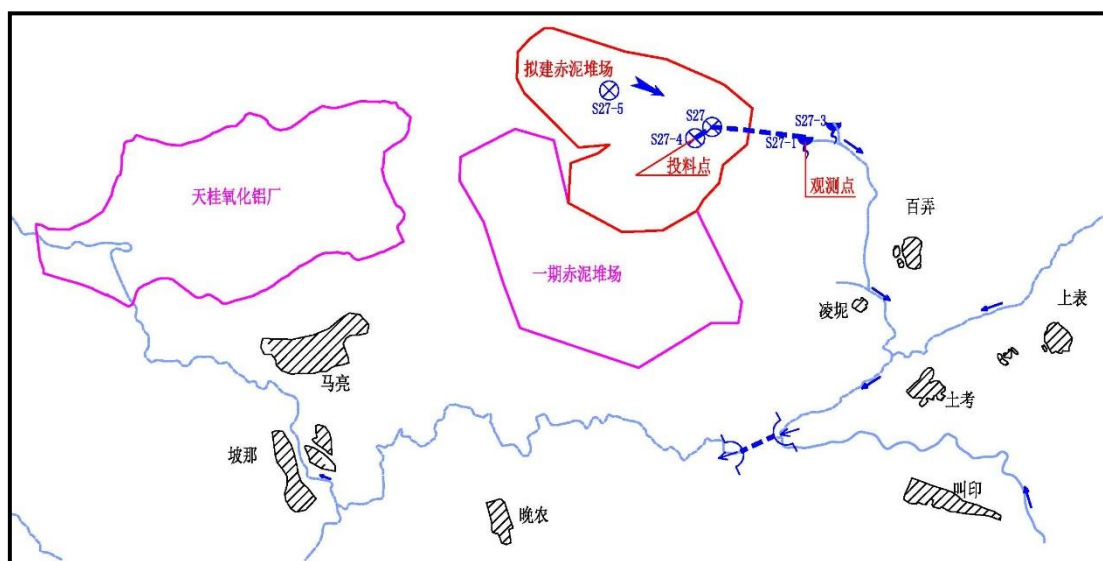 拟建赤泥堆场
S27-5
S27
S27-3
S27-4
S27-1
投料点
观测点
天桂氧化铝厂
百弄
一期赤泥堆场
上表
凌坭
马亮
土考
坡那
叫印
晚农